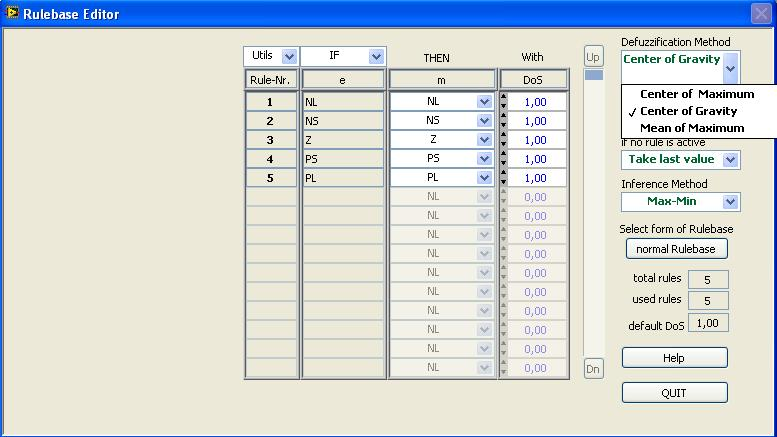 Rulebase Editor
Utils IF THEN With Up
Rule-Nr. e m DoS
1 NL NL 1,00
2 NS NS 1,00
3 Z Z 1,00
4 PS PS 1,00
5 PL PL 1,00
NL 0,00
NL 0,00
NL 0,00
NL 0,00
NL 0,00
NL 0,00
NL 0,00
NL 0,00
NL 0,00
NL 0,00
Dn
Defuzzification Method
Center of Gravity
Center of Maximum
✓ Center of Gravity
Mean of Maximum
if no rule is active
Take last value
Inference Method
Max-Min
Select form of Rulebase
normal Rulebase
total rules 5
used rules 5
default DoS 1,00
Help
QUIT